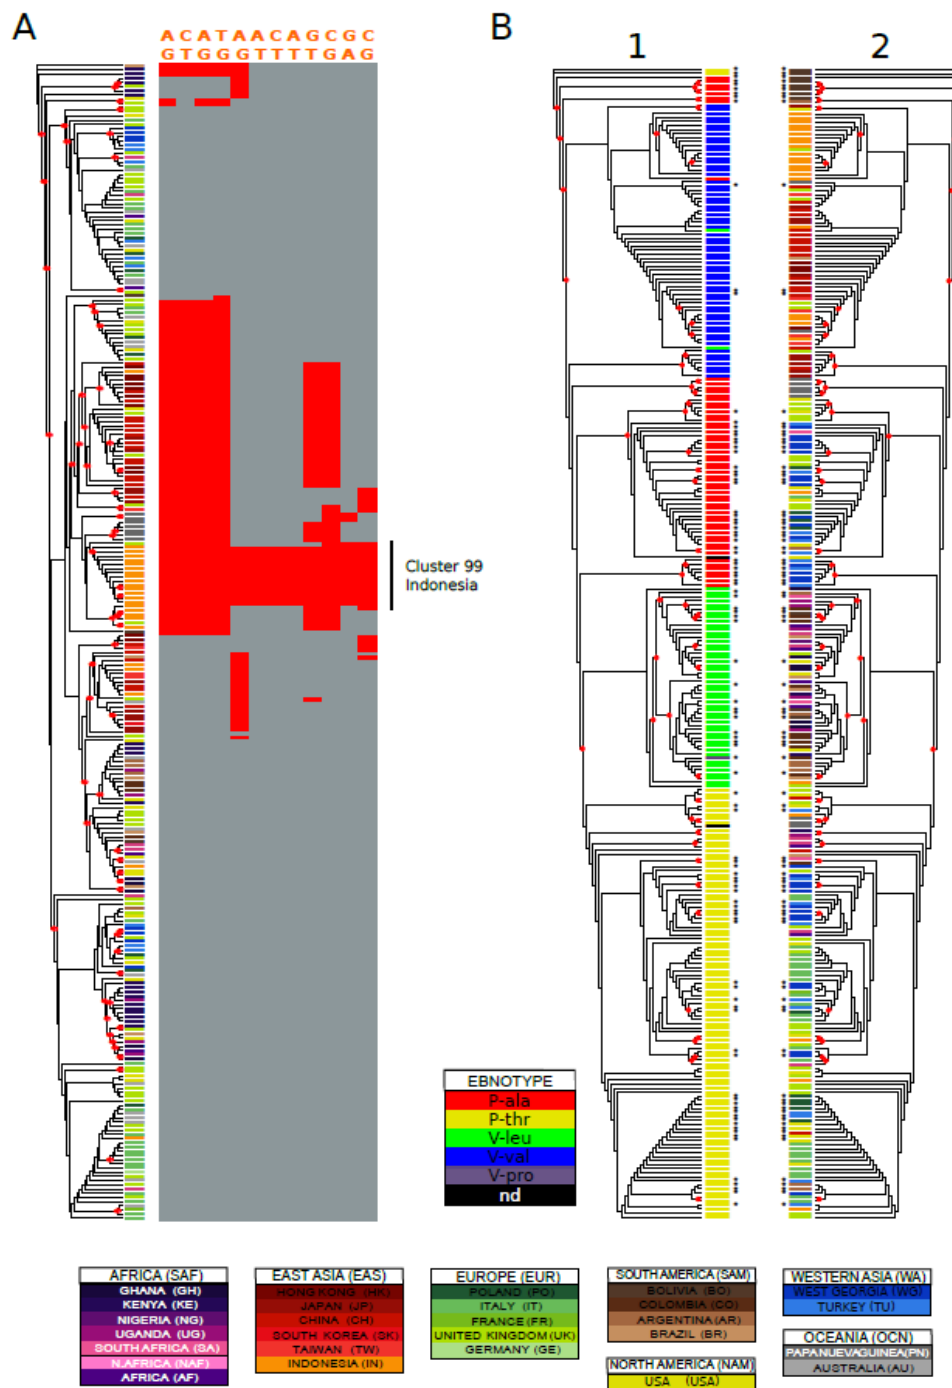 A
A C A T A A C A G C G C
G T G G G T T T T G A G
B
1
2
Cluster 99
Indonesia
EBNOTYPE
P-ala
P-thr
V-leu
V-val
V-pro
nd
AFRICA (SAF)
GHANA (GH)
KENYA (KE)
NIGERIA (NG)
UGANDA (UG)
SOUTH AFRICA (SA)
N.AFRICA (NAF)
AFRICA (AF)
EAST ASIA (EAS)
HONG KONG (HK)
JAPAN (JP)
CHINA (CH)
SOUTH KOREA (SK)
TAIWAN (TW)
INDONESIA (IN)
EUROPE (EUR)
POLAND (PO)
ITALY (IT)
FRANCE (FR)
UNITED KINGDOM (UK)
GERMANY (GE)
SOUTH AMERICA (SAM)
BOLIVIA (BO)
COLOMBIA (CO)
ARGENTINA (AR)
BRAZIL (BR)
NORTH AMERICA (NAM)
USA (USA)
WESTERN ASIA (WA)
WEST GEORGIA (WG)
TURKEY (TU)
OCEANIA (OCN)
PAPANUEVAGUINEA (PN)
AUSTRALIA (AU)